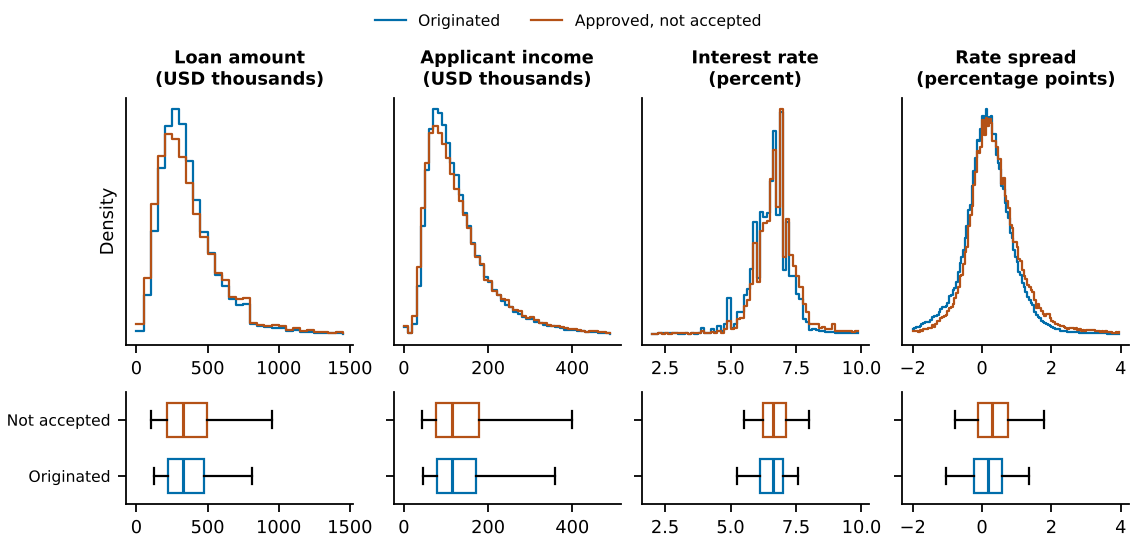 Originated
Approved, not accepted
Loan amount
(USD thousands)
Applicant income
(USD thousands)
Interest rate
(percent)
Rate spread
(percentage points)
Density
0 500 1000 1500
0 200 400
2.5 5.0 7.5 10.0
−2 0 2 4
Not accepted
Originated
0 500 1000 1500
0 200 400
2.5 5.0 7.5 10.0
−2 0 2 4